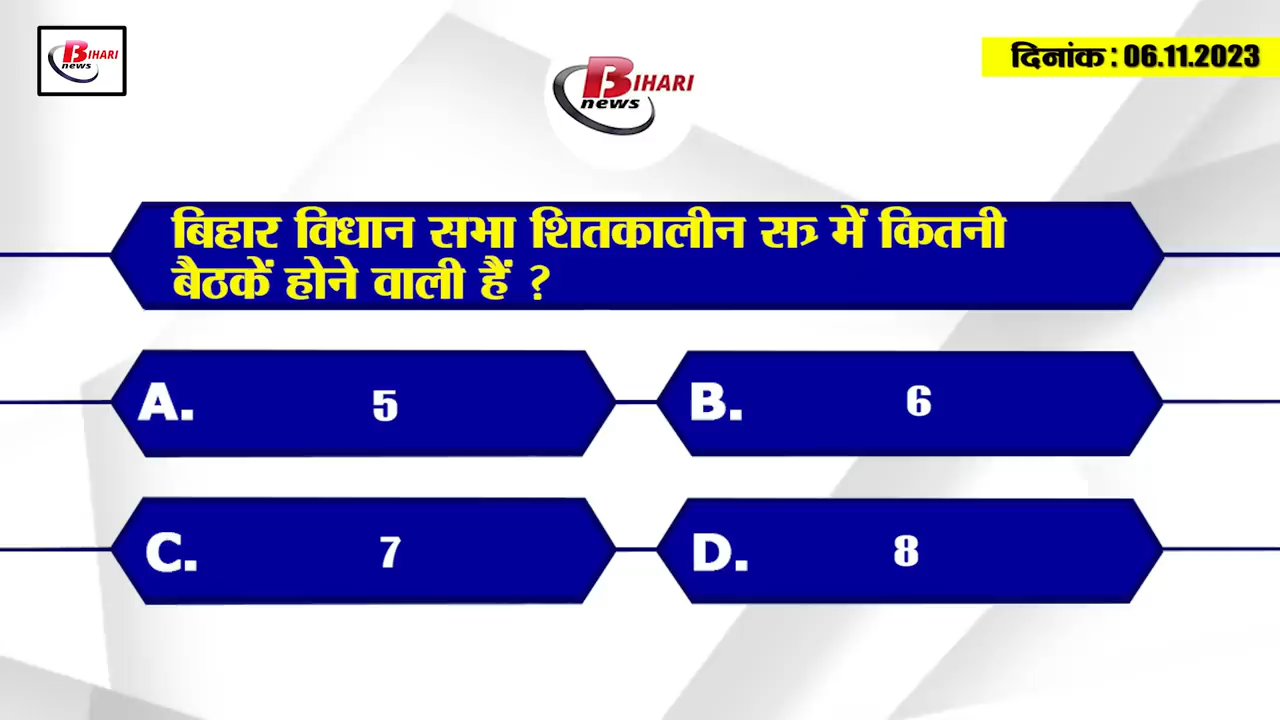 BIHARI
news
दिनांक : 06.11.2023
BIHARI
news
बिहार विधान सभा शितकालीन सत्र में कितनी
बैठकें होने वाली हैं ?
A. 5
B. 6
C. 7
D. 8